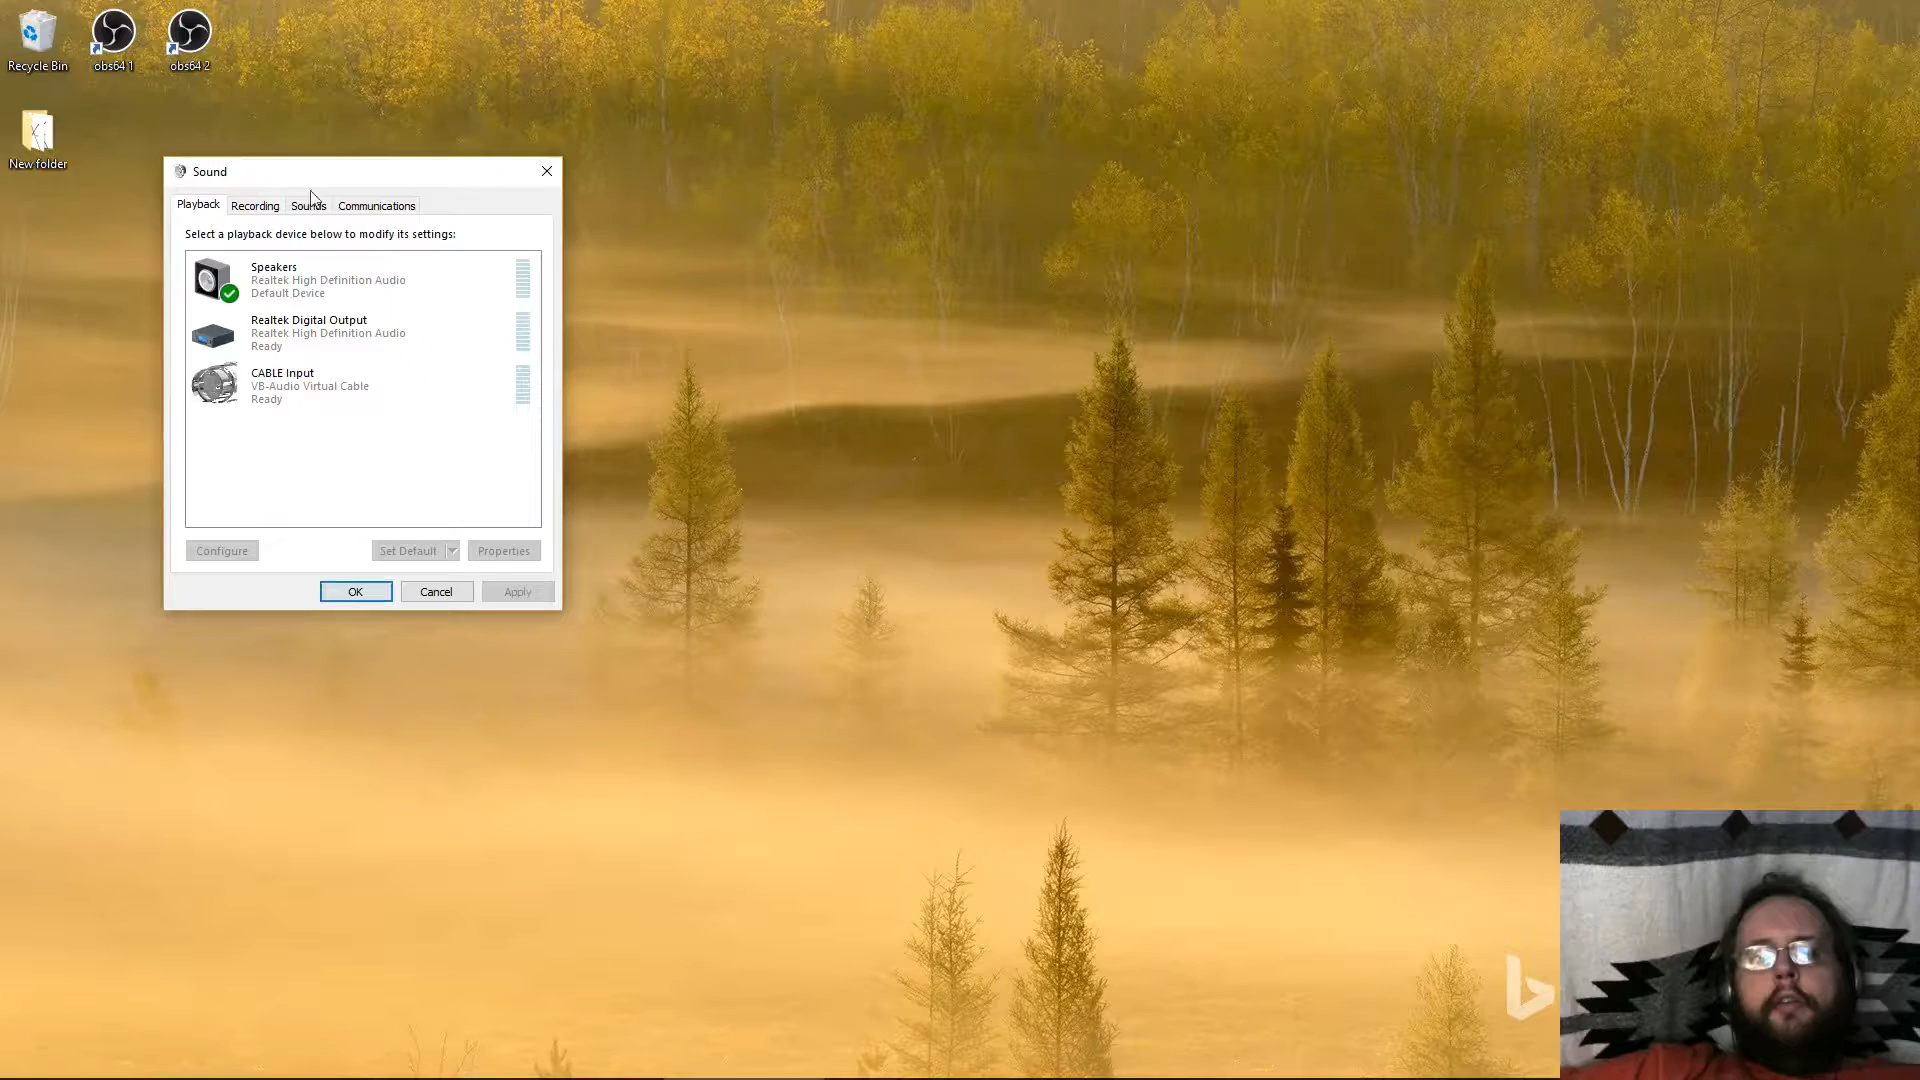 Recycle Bin
obs64 1
obs64 2
New folder
Sound
Playback
Recording
Sounds
Communications
Select a playback device below to modify its settings:
Speakers
Realtek High Definition Audio
Default Device
Realtek Digital Output
Realtek High Definition Audio
Ready
CABLE Input
VB-Audio Virtual Cable
Ready
Configure
Set Default
Properties
OK
Cancel
Apply